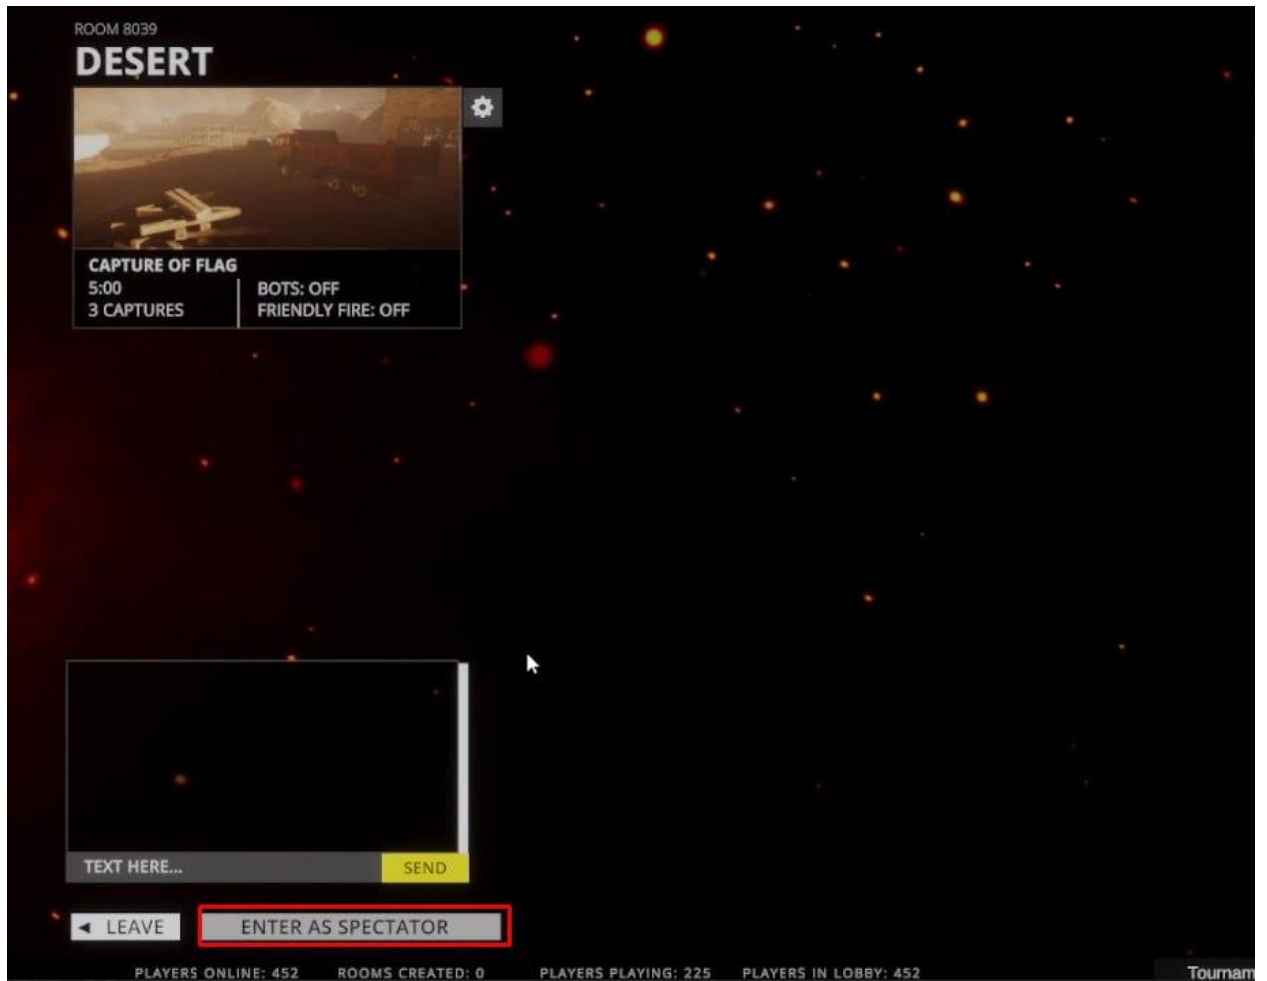 ROOM 8039
DESERT
CAPTURE OF FLAG
5:00
3 CAPTURES
BOTS: OFF
FRIENDLY FIRE: OFF
TEXT HERE...
SEND
LEAVE
ENTER AS SPECTATOR
PLAYERS ONLINE: 452 ROOMS CREATED: 0 PLAYERS PLAYING: 225 PLAYERS IN LOBBY: 452
Tournam